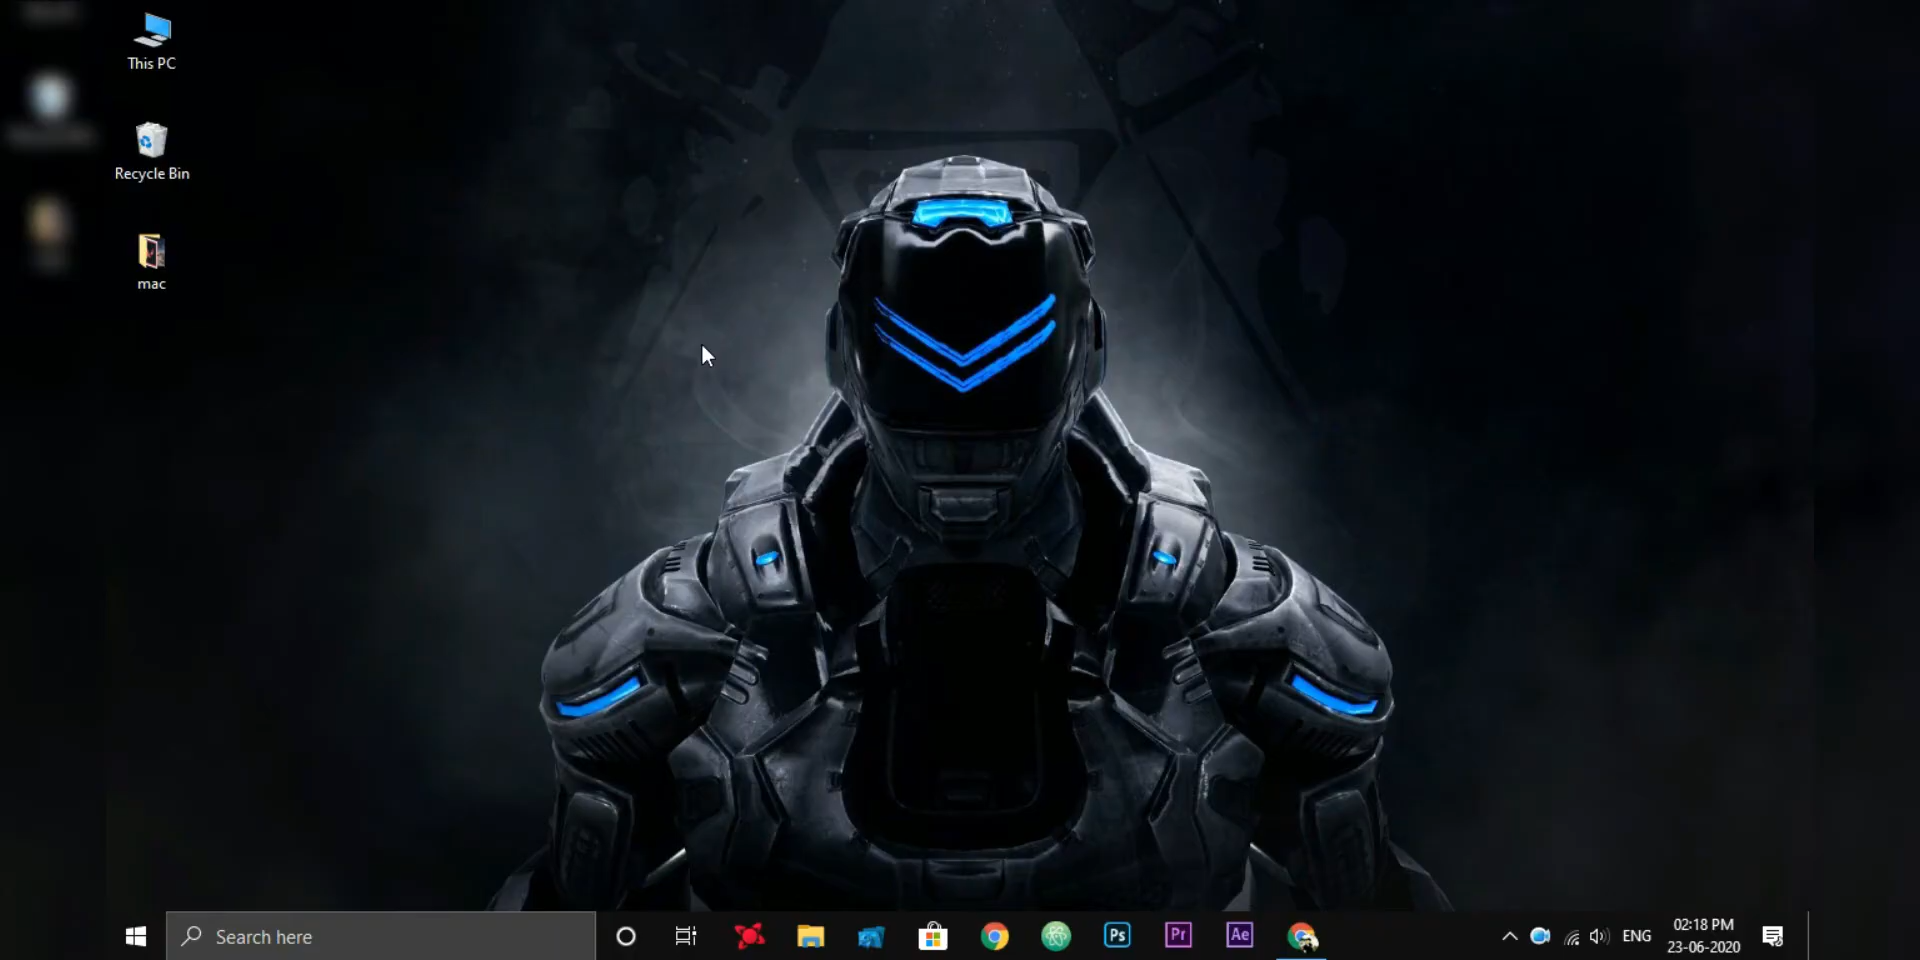 This PC
Recycle Bin
mac
Search here
Ps
Pr
Ae
ENG
02:18 PM
23-06-2020